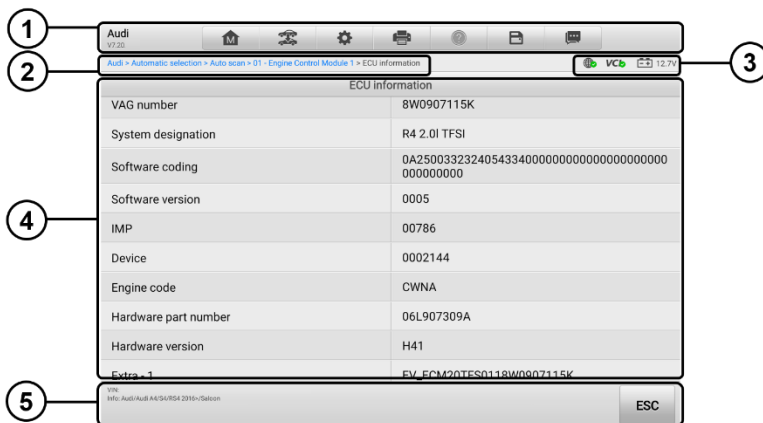 1
Audi
V7.20
M
2
Audi > Automatic selection > Auto scan > 01 - Engine Control Module 1 > ECU information
VCI
12.7V
3
ECU information
VAG number 8W0907115K
System designation R4 2.0l TFSI
Software coding 0A25003323240543340000000000000000000
000000000
Software version 0005
4
IMP 00786
Device 0002144
Engine code CWNA
Hardware part number 06L907309A
Hardware version H41
Extra - 1 EV_ECM20TFS0118W0907115K
VIN:
Info: Audi/Audi A4/S4/RS4 2016>/Saloon
5
ESC